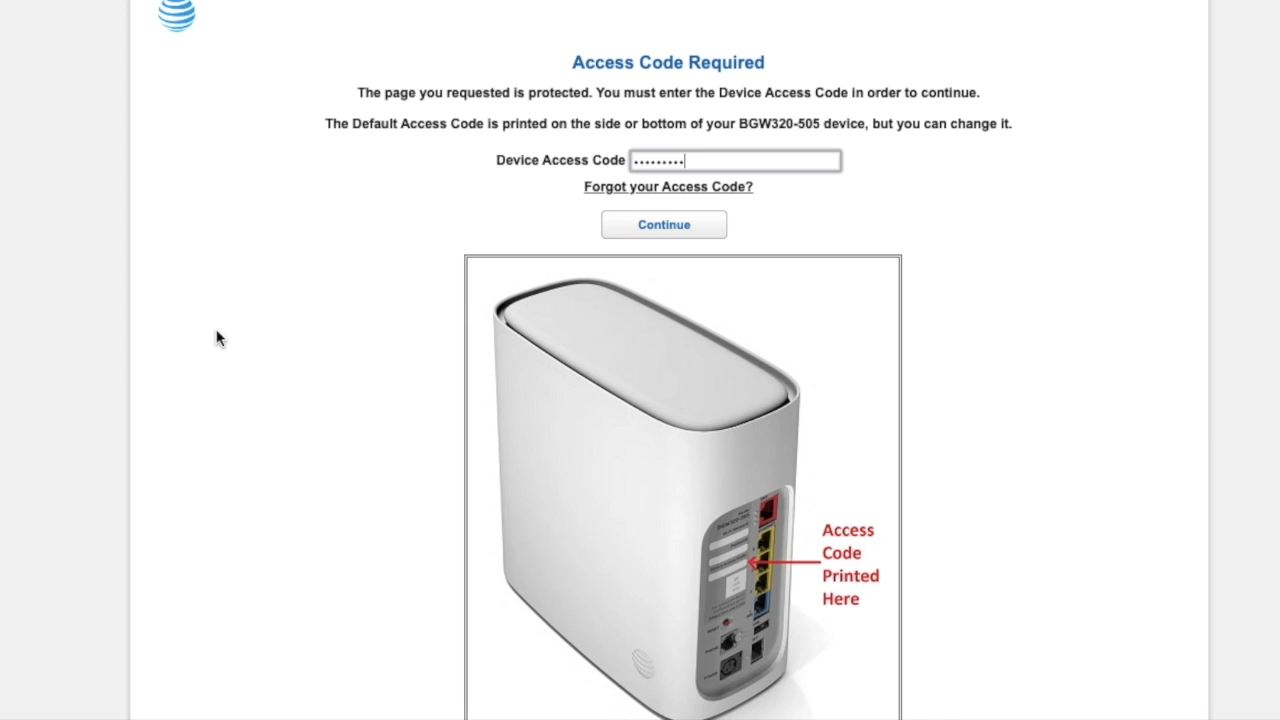 Access Code Required
The page you requested is protected. You must enter the Device Access Code in order to continue.
The Default Access Code is printed on the side or bottom of your BGW320-505 device, but you can change it.
Device Access Code •••••••••
Forgot your Access Code?
Continue
Access
Code
Printed
Here